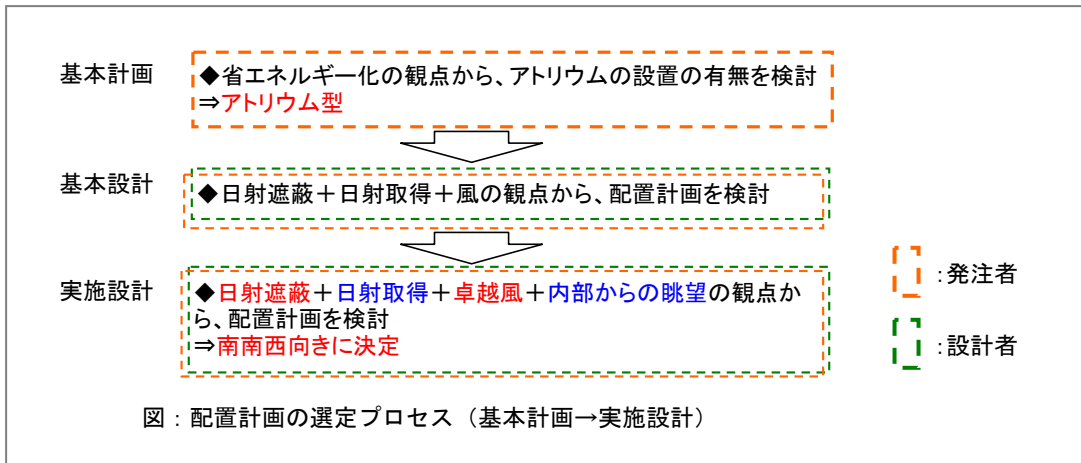 基本計画
◆省エネルギー化の観点から、アトリウムの設置の有無を検討
⇒アトリウム型
基本設計
◆日射遮蔽＋日射取得＋風の観点から、配置計画を検討
実施設計
◆日射遮蔽＋日射取得＋卓越風＋内部からの眺望の観点か
ら、配置計画を検討
⇒南南西向きに決定
：発注者
：設計者
図：配置計画の選定プロセス（基本計画→実施設計）